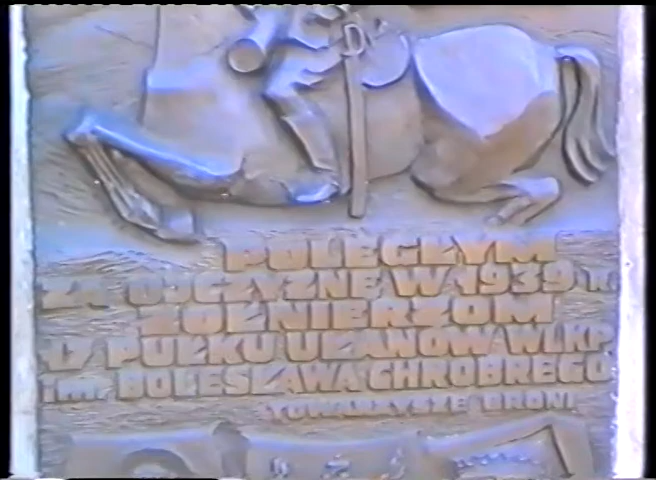 POLEGŁYM
ZA OJCZYZNĘ W 1939 R.
ŻOŁNIERZOM
17 PUŁKU UŁANÓW WLKP.
im. BOLESŁAWA CHROBREGO
TOWARZYSZE BRONI